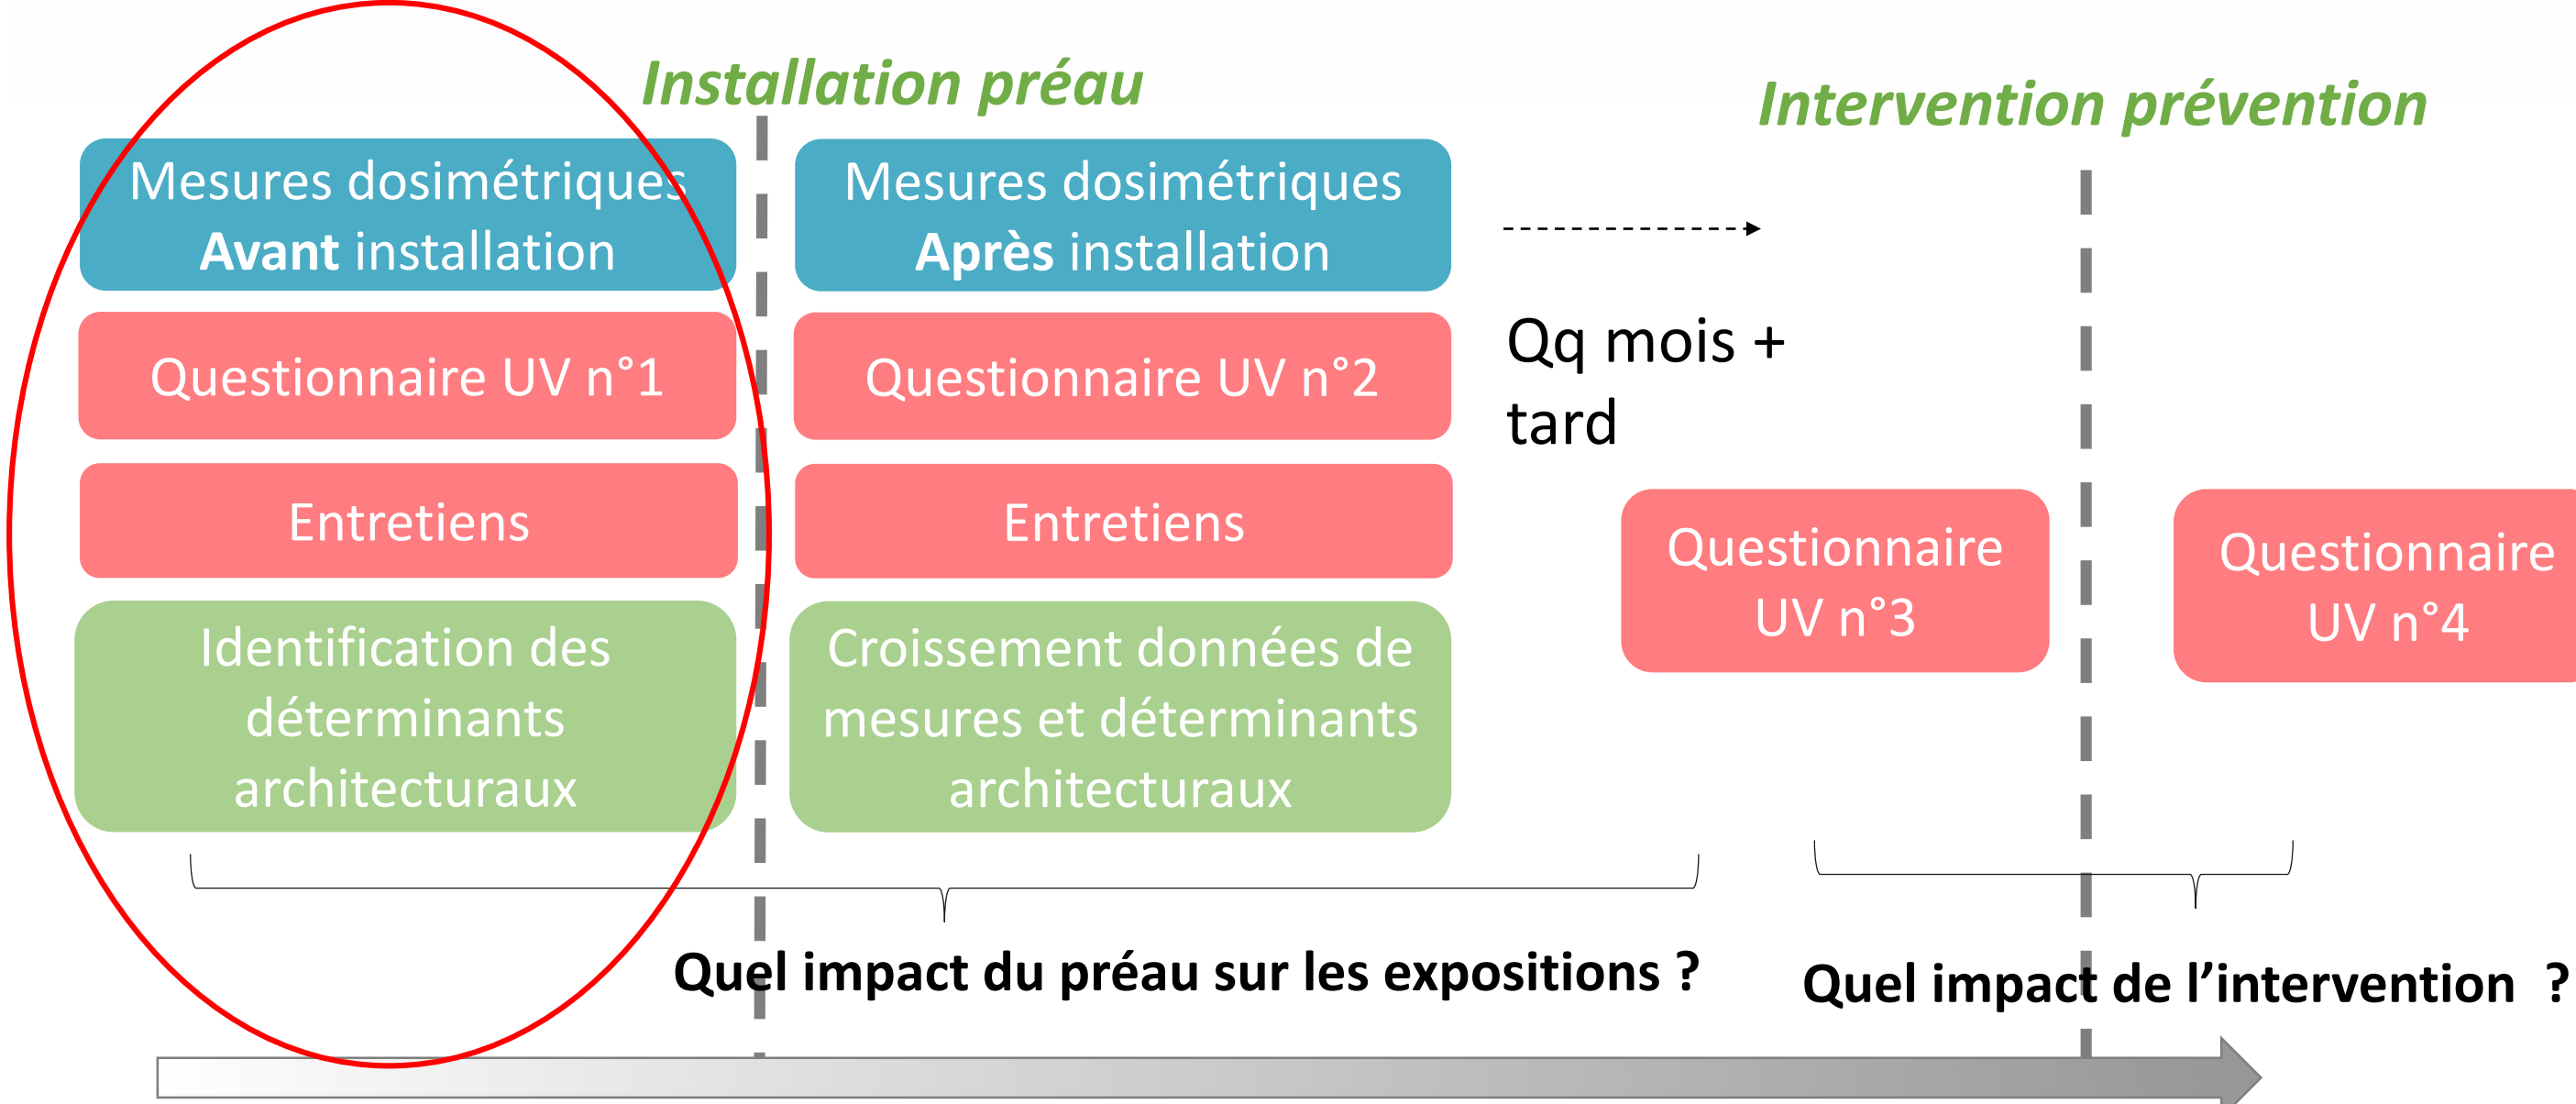 Installation préau
Intervention prévention
Mesures dosimétriques
Avant installation
Questionnaire UV n°1
Entretiens
Identification des
déterminants
architecturaux
Mesures dosimétriques
Après installation
Questionnaire UV n°2
Entretiens
Croissement données de
mesures et déterminants
architecturaux
Qq mois +
tard
Questionnaire
UV n°3
Questionnaire
UV n°4
Quel impact du préau sur les expositions ?
Quel impact de l’intervention  ?